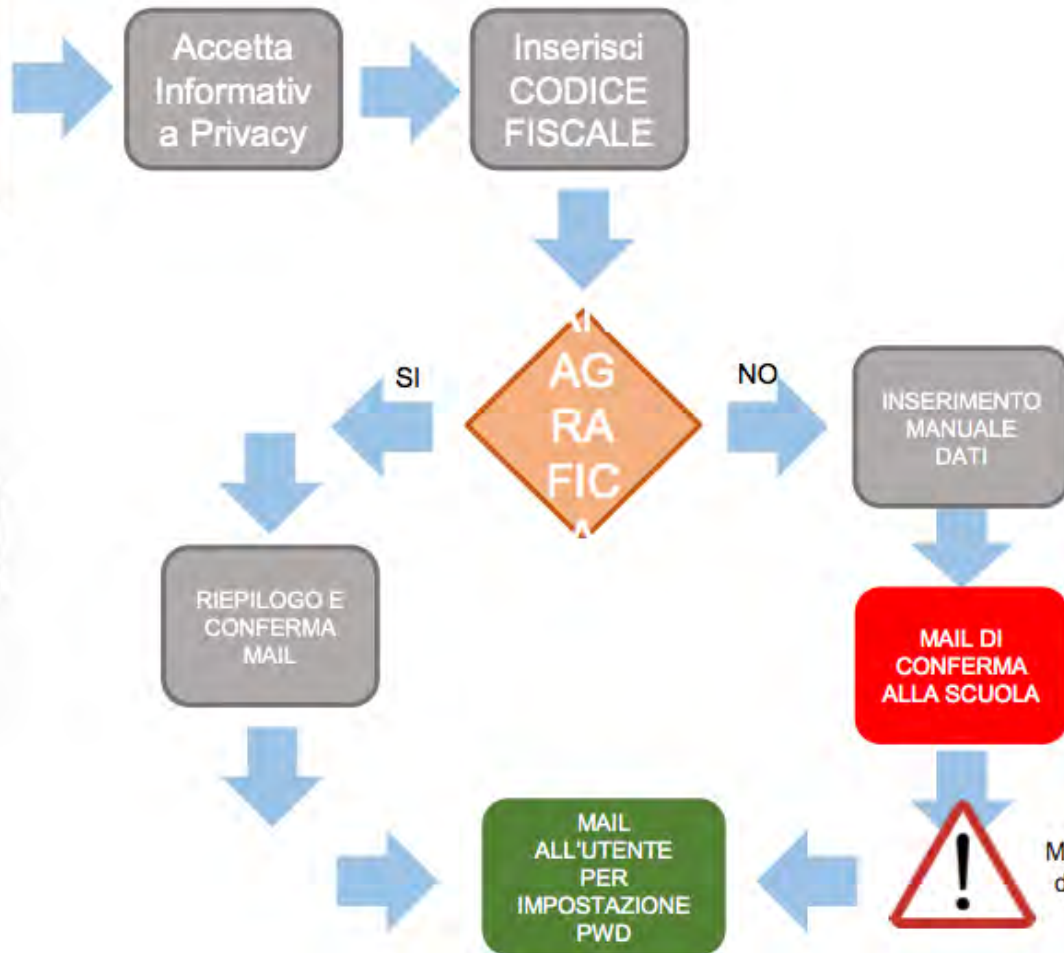 Accetta
Informativ
a Privacy
Inserisci
CODICE
FISCALE
SI
AG
RA
FIC
A
NO
INSERIMENTO
MANUALE
DATI
RIEPILOGO E
CONFERMA
MAIL
MAIL DI
CONFERMA
ALLA SCUOLA
MAIL
ALL'UTENTE
PER
IMPOSTAZIONE
PWD
!